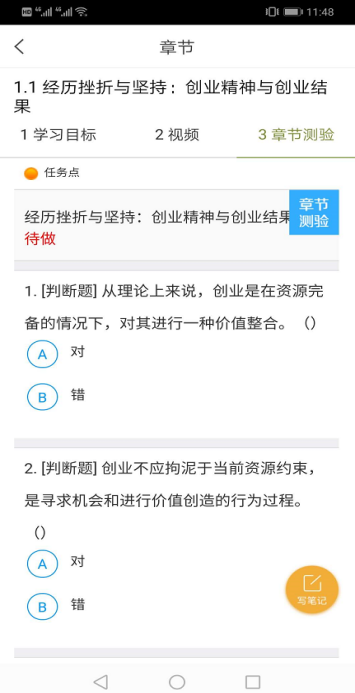 HD 11:48
章节
1.1 经历挫折与坚持：创业精神与创业结
果
1 学习目标 2 视频 3 章节测验
任务点
经历挫折与坚持：创业精神与创业结果
章节
测验
待做
1. [判断题] 从理论上来说，创业是在资源完
备的情况下，对其进行一种价值整合。（）
A 对
B 错
2. [判断题] 创业不应拘泥于当前资源约束，
是寻求机会和进行价值创造的行为过程。
（）
A 对
B 错
写笔记